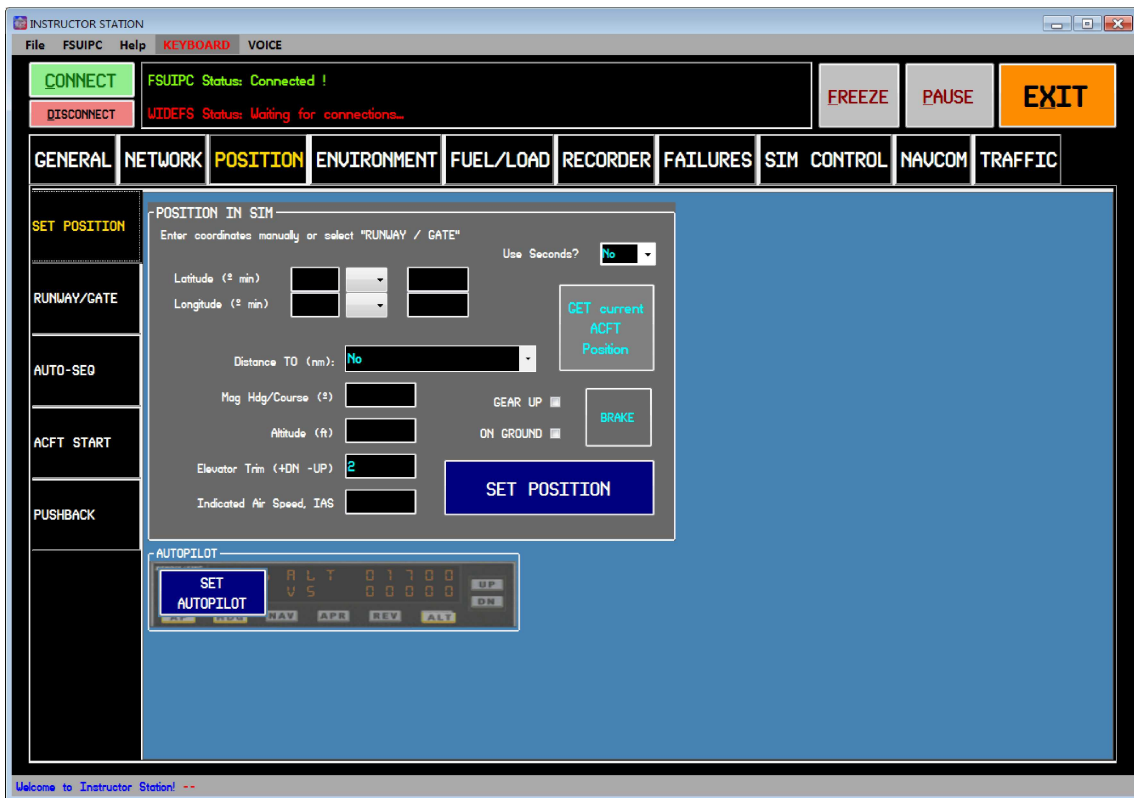 INSTRUCTOR STATION
File FSUIPC Help KEYBOARD VOICE
CONNECT
DISCONNECT
FSUIPC Status: Connected !
WIDEFS Status: Waiting for connections...
FREEZE
PAUSE
EXIT
GENERAL NETWORK POSITION ENVIRONMENT FUEL/LOAD RECORDER FAILURES SIM CONTROL NAVCOM TRAFFIC
SET POSITION
RUNWAY/GATE
AUTO-SEQ
ACFT START
PUSHBACK
POSITION IN SIM
Enter coordinates manually or select "RUNWAY / GATE"
Use Seconds? No
Latitude (º min)
Longitude (º min)
GET current
ACFT
Position
Distance TO (nm): No
Mag Hdg/Course (º)
GEAR UP
BRAKE
Altitude (ft)
ON GROUND
Elevator Trim (+DN -UP) 2
Indicated Air Speed, IAS
SET POSITION
AUTOPILOT
SET
AUTOPILOT
ALT 01700
VS 00000
UP
DN
NAV APR REV ALT
Welcome to Instructor Station! --